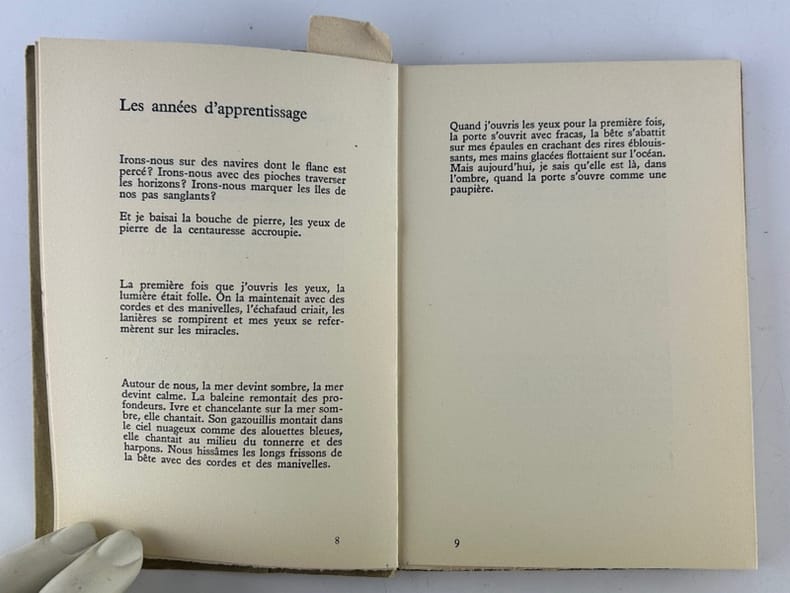 Les années d'apprentissage
Irons-nous sur des navires dont le flanc est
percé? Irons-nous avec des pioches traverser
les horizons? Irons-nous marquer les îles de
nos pas sanglants?
Et je baisai la bouche de pierre, les yeux de
pierre de la centauresse accroupie.
La première fois que j'ouvris les yeux, la
lumière était folle. On la maintenait avec des
cordes et des manivelles, l'échafaud criait, les
lanières se rompirent et mes yeux se refer-
mèrent sur les miracles.
Autour de nous, la mer devint sombre, la mer
devint calme. La baleine remontait des pro-
fondeurs. Ivre et chancelante sur la mer som-
bre, elle chantait. Son gazouillis montait dans
le ciel nuageux comme des alouettes bleues,
elle chantait au milieu du tonnerre et des
harpons. Nous hissâmes les longs frissons de
la bête avec des cordes et des manivelles.
8
Quand j'ouvris les yeux pour la première fois,
la porte s'ouvrit avec fracas, la bête s'abattit
sur mes épaules en crachant des rires éblouis-
sants, mes mains glacées flottaient sur l'océan.
Mais aujourd'hui, je sais qu'elle est là, dans
l'ombre, quand la porte s'ouvre comme une
paupière.
9